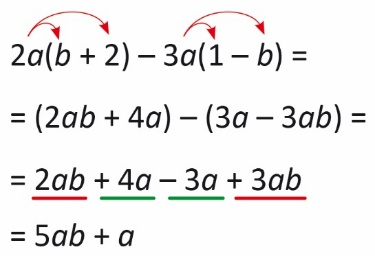 2a(b + 2) – 3a(1 – b) =
= (2ab + 4a) – (3a – 3ab) =
= 2ab + 4a – 3a + 3ab
= 5ab + a